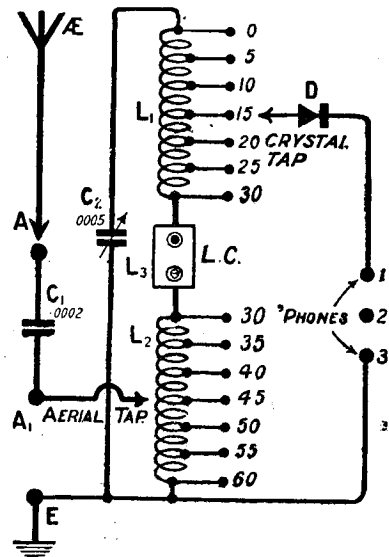 Æ
0
5
10
L1
15
D
20 CRYSTAL
TAP
25
30
A
C2
.0005
L3
L.C.
C1
.0002
L2
30
35
40
45
50
55
60
1
'PHONES
2
3
A1
AERIAL TAP.
E